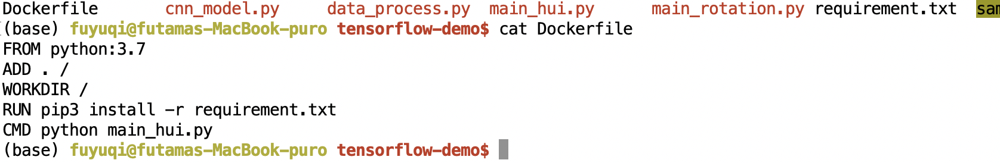 Dockerfile cnn_model.py data_process.py main_hui.py main_rotation.py requirement.txt
(base) fuyuqi@futamas-MacBook-puro tensorflow-demo$ cat Dockerfile
FROM python:3.7
ADD . /
WORKDIR /
RUN pip3 install -r requirement.txt
CMD python main_hui.py
(base) fuyuqi@futamas-MacBook-puro tensorflow-demo$